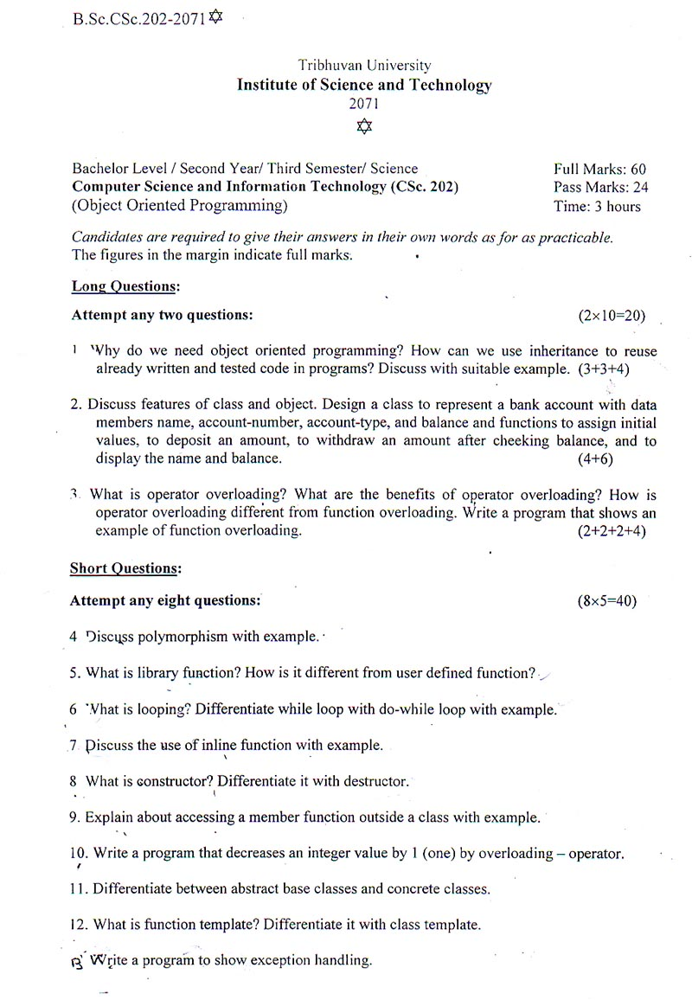 B.Sc.CSc.202-2071✡
Tribhuvan University
Institute of Science and Technology
2071
✡
Bachelor Level / Second Year/ Third Semester/ Science Full Marks: 60
Computer Science and Information Technology (CSc. 202) Pass Marks: 24
(Object Oriented Programming) Time: 3 hours
Candidates are required to give their answers in their own words as for as practicable.
The figures in the margin indicate full marks.
Long Questions:
Attempt any two questions: (2×10=20)
1 Why do we need object oriented programming? How can we use inheritance to reuse
already written and tested code in programs? Discuss with suitable example. (3+3+4)
2. Discuss features of class and object. Design a class to represent a bank account with data
members name, account-number, account-type, and balance and functions to assign initial
values, to deposit an amount, to withdraw an amount after cheeking balance, and to
display the name and balance. (4+6)
3. What is operator overloading? What are the benefits of operator overloading? How is
operator overloading different from function overloading. Write a program that shows an
example of function overloading. (2+2+2+4)
Short Questions:
Attempt any eight questions: (8×5=40)
4 Discuss polymorphism with example.
5. What is library function? How is it different from user defined function?
6 What is looping? Differentiate while loop with do-while loop with example.
7 Discuss the use of inline function with example.
8 What is constructor? Differentiate it with destructor.
9. Explain about accessing a member function outside a class with example.
10. Write a program that decreases an integer value by 1 (one) by overloading – operator.
11. Differentiate between abstract base classes and concrete classes.
12. What is function template? Differentiate it with class template.
13 Write a program to show exception handling.